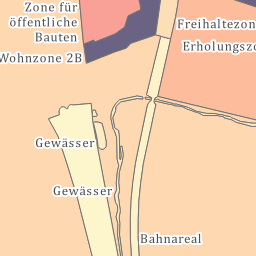 Zone für
öffentliche
Bauten
Freihaltezon
Erholungszo
Wohnzone 2B
Gewässer
Gewässer
Bahnareal